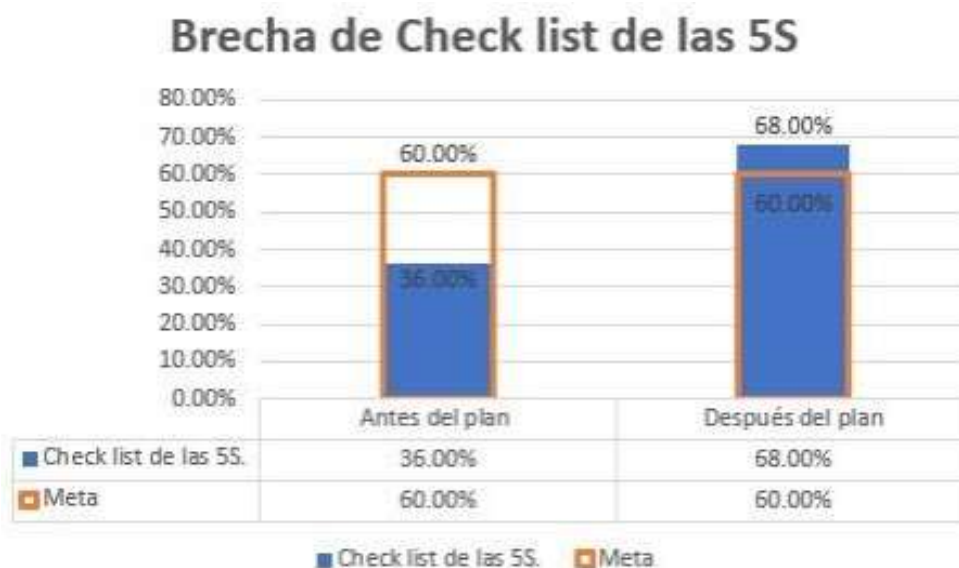 Brecha de Check list de las 5S
80.00%
70.00%
60.00%
50.00%
40.00%
30.00%
20.00%
10.00%
0.00%
60.00%
36.00%
68.00%
60.00%
Antes del plan Después del plan
Check list de las 5S. 36.00% 68.00%
Meta 60.00% 60.00%
Check list de las 5S. Meta